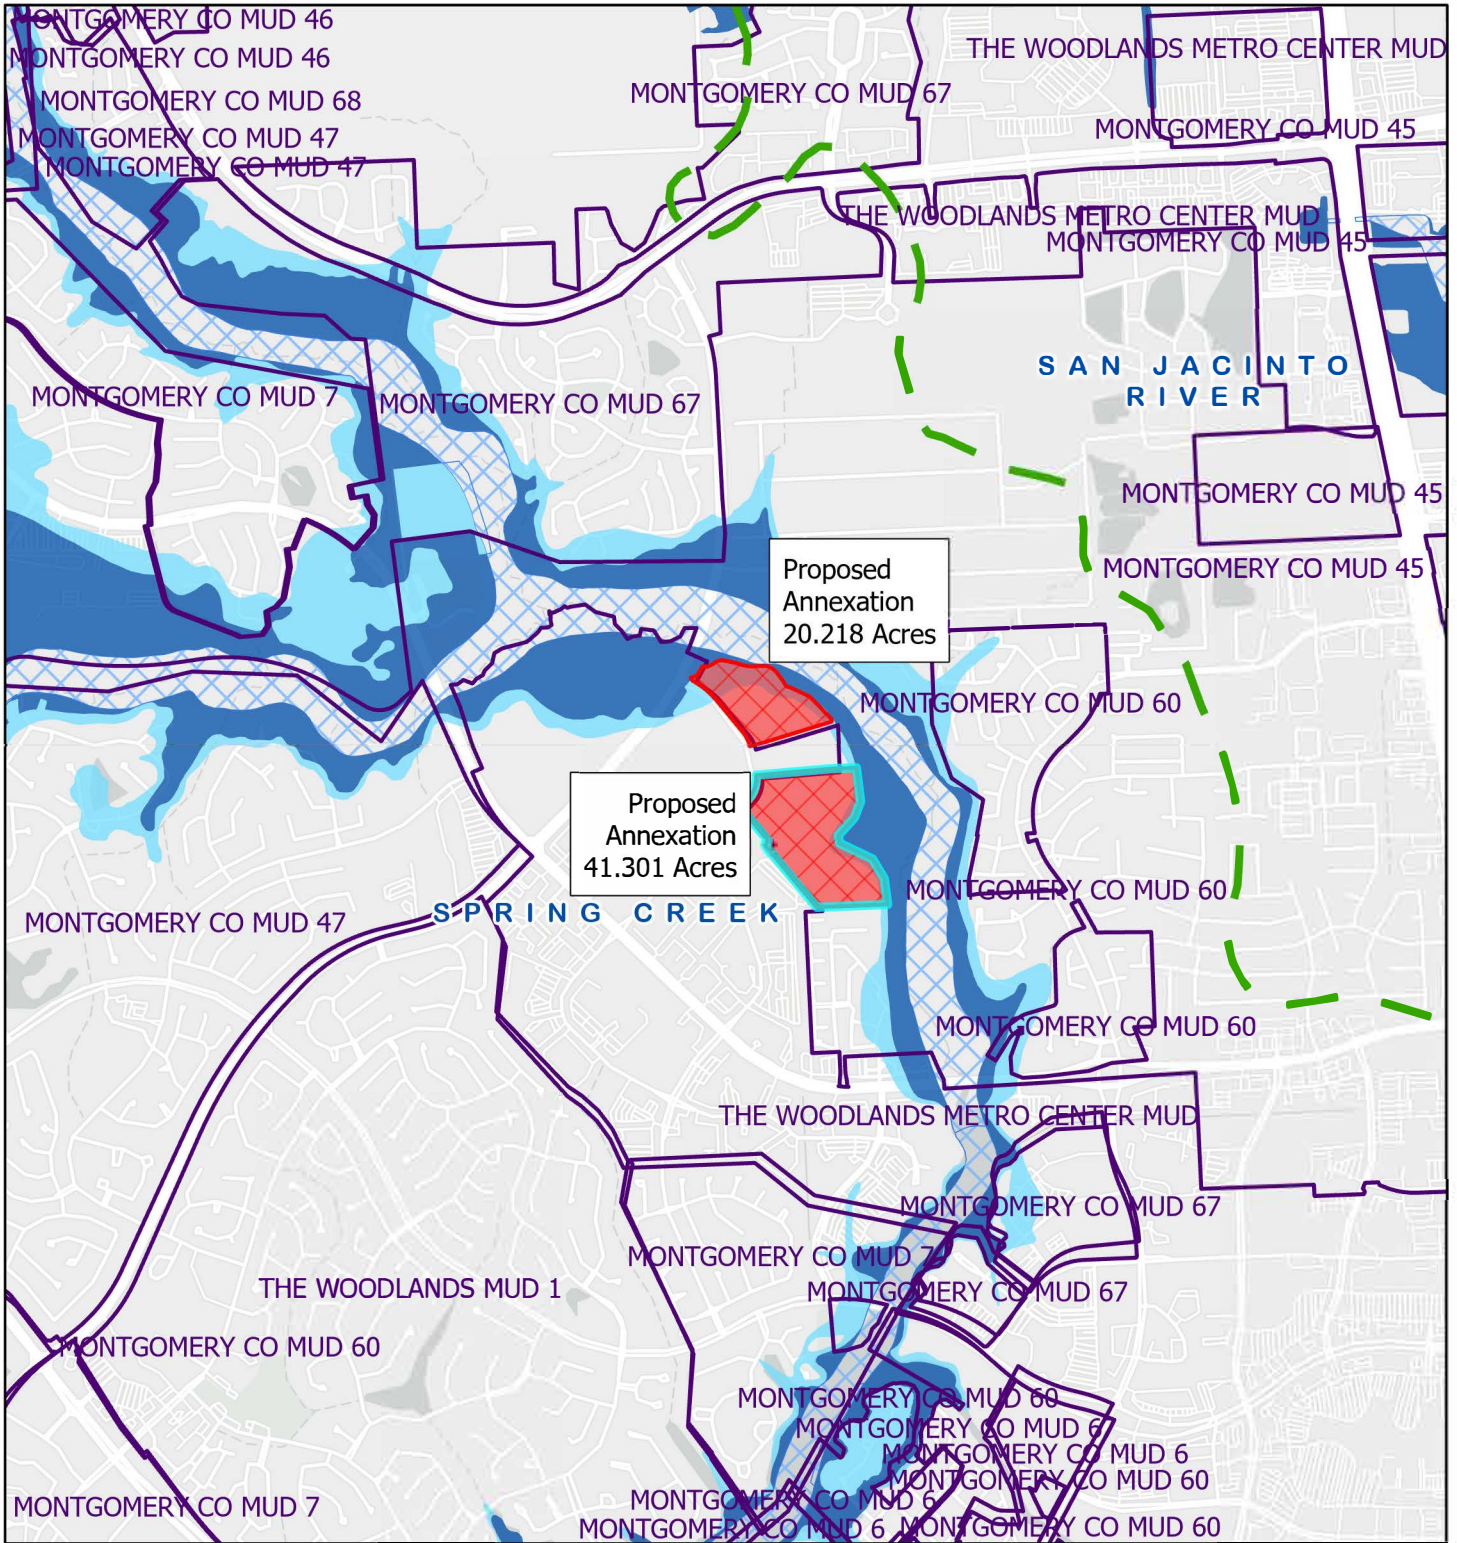 MONTGOMERY CO MUD 46
MONTGOMERY CO MUD 46
THE WOODLANDS METRO CENTER MUD
MONTGOMERY CO MUD 68
MONTGOMERY CO MUD 67
MONTGOMERY CO MUD 47
MONTGOMERY CO MUD 45
MONTGOMERY CO MUD 47
THE WOODLANDS METRO CENTER MUD
MONTGOMERY CO MUD 45
SAN JACINTO
RIVER
MONTGOMERY CO MUD 7
MONTGOMERY CO MUD 67
MONTGOMERY CO MUD 45
MONTGOMERY CO MUD 45
Proposed
Annexation
20.218 Acres
MONTGOMERY CO MUD 60
Proposed
Annexation
41.301 Acres
MONTGOMERY CO MUD 60
SPRING CREEK
MONTGOMERY CO MUD 47
MONTGOMERY CO MUD 60
THE WOODLANDS METRO CENTER MUD
MONTGOMERY CO MUD 67
MONTGOMERY CO MUD 7
THE WOODLANDS MUD 1
MONTGOMERY CO MUD 67
MONTGOMERY CO MUD 60
MONTGOMERY CO MUD 60
MONTGOMERY CO MUD 6
MONTGOMERY CO MUD 6
MONTGOMERY CO MUD 60
MONTGOMERY CO MUD 7
MONTGOMERY CO MUD 6
MONTGOMERY CO MUD 6
MONTGOMERY CO MUD 60